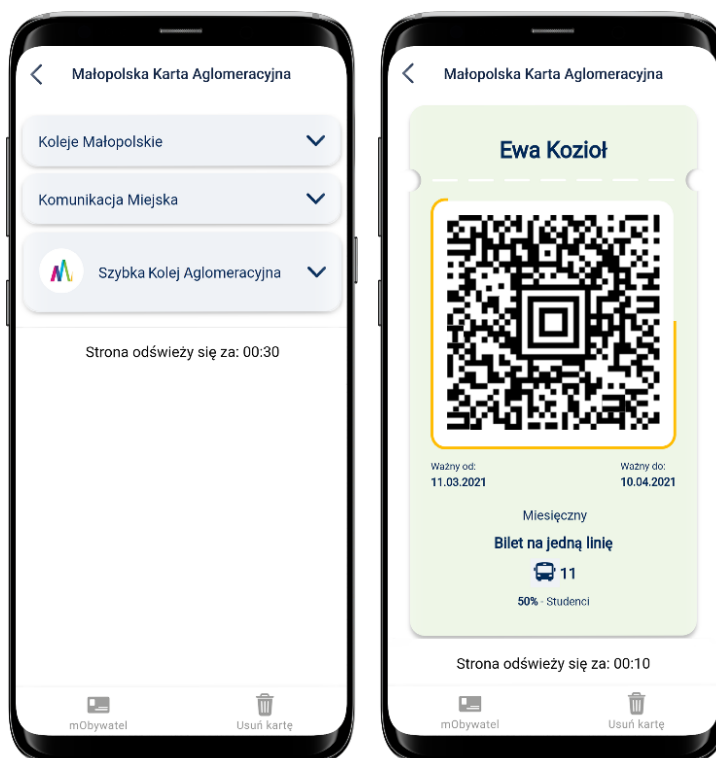 Małopolska Karta Aglomeracyjna
Koleje Małopolskie
Komunikacja Miejska
Szybka Kolej Aglomeracyjna
Strona odświeży się za: 00:30
mObywatel
Usuń kartę
Małopolska Karta Aglomeracyjna
Ewa Kozioł
Ważny od:
Ważny do:
11.03.2021
10.04.2021
Miesięczny
Bilet na jedną linię
11
50% - Studenci
Strona odświeży się za: 00:10
mObywatel
Usuń kartę